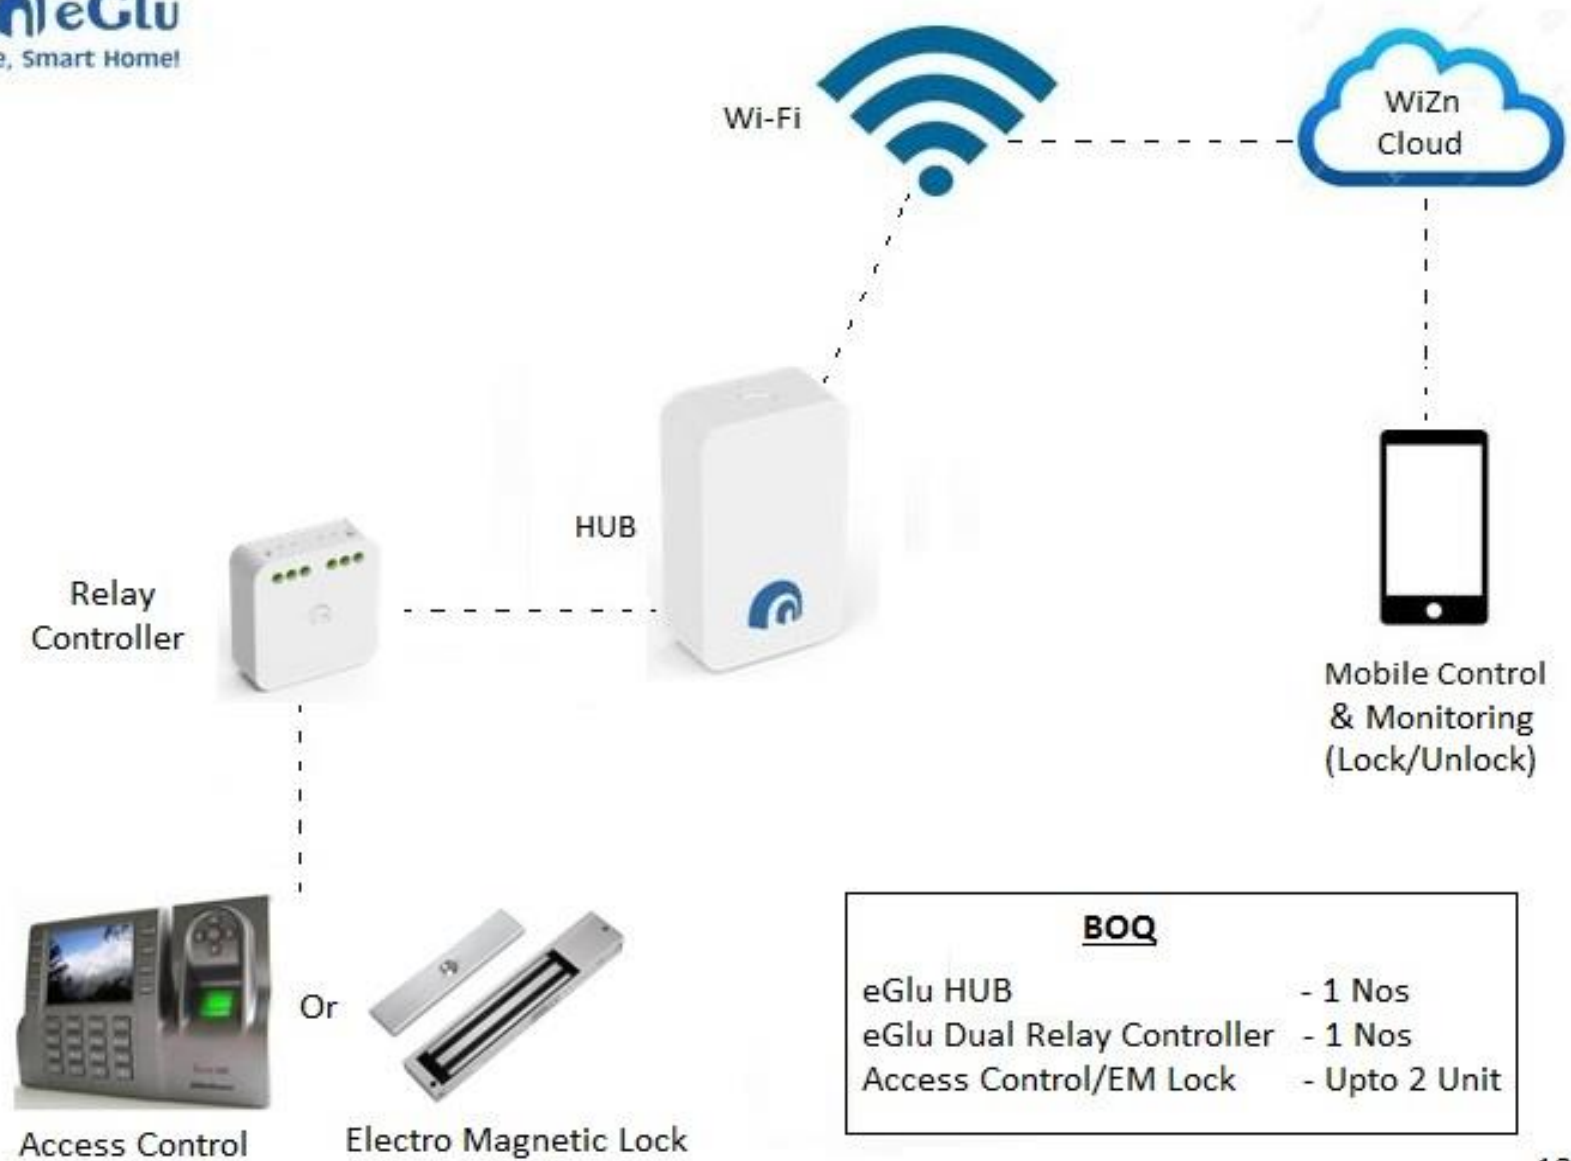 eGlu
e, Smart Home!
Wi-Fi
WiZn
Cloud
HUB
Relay
Controller
Mobile Control
& Monitoring
(Lock/Unlock)
Or
Access Control
Electro Magnetic Lock
BOQ
eGlu HUB - 1 Nos
eGlu Dual Relay Controller - 1 Nos
Access Control/EM Lock - Upto 2 Unit